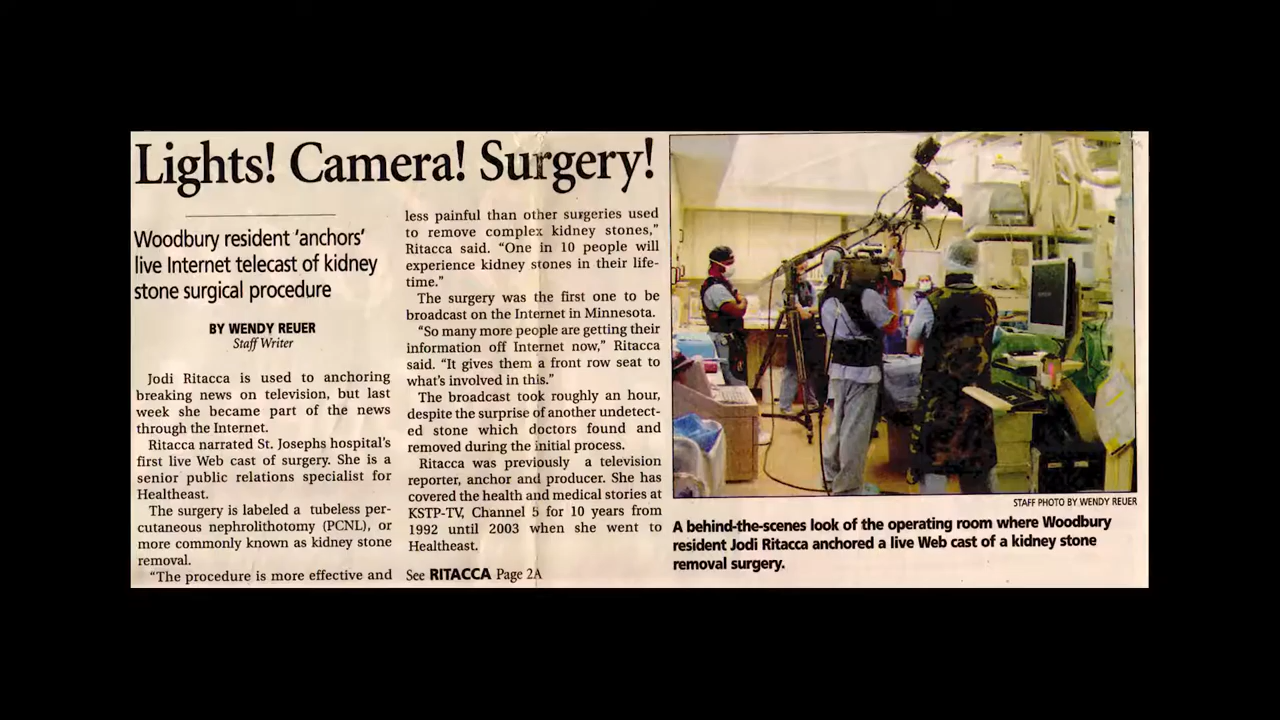 Lights! Camera! Surgery!
Woodbury resident 'anchors'
live Internet telecast of kidney
stone surgical procedure
BY WENDY REUER
Staff Writer
Jodi Ritacca is used to anchoring
breaking news on television, but last
week she became part of the news
through the Internet.
Ritacca narrated St. Josephs hospital's
first live Web cast of surgery. She is a
senior public relations specialist for
Healtheast.
The surgery is labeled a tubeless per-
cutaneous nephrolithotomy (PCNL), or
more commonly known as kidney stone
removal.
"The procedure is more effective and
less painful than other surgeries used
to remove complex kidney stones,"
Ritacca said. "One in 10 people will
experience kidney stones in their life-
time."
The surgery was the first one to be
broadcast on the Internet in Minnesota.
"So many more people are getting their
information off Internet now," Ritacca
said. "It gives them a front row seat to
what's involved in this."
The broadcast took roughly an hour,
despite the surprise of another undetect-
ed stone which doctors found and
removed during the initial process.
Ritacca was previously a television
reporter, anchor and producer. She has
covered the health and medical stories at
KSTP-TV, Channel 5 for 10 years from
1992 until 2003 when she went to
Healtheast.
See RITACCA Page 2A
STAFF PHOTO BY WENDY REUER
A behind-the-scenes look of the operating room where Woodbury
resident Jodi Ritacca anchored a live Web cast of a kidney stone
removal surgery.